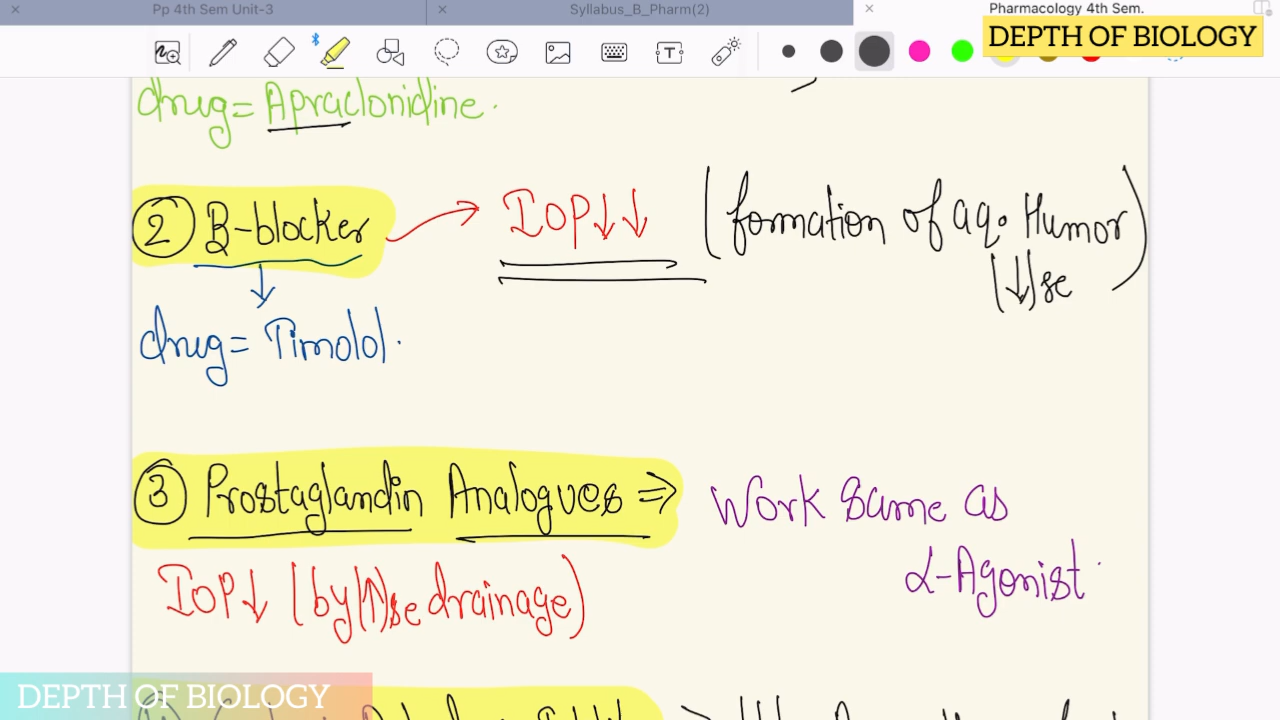 Pp 4th Sem Unit-3
Syllabus_B_Pharm(2)
Pharmacology 4th Sem.
DEPTH OF BIOLOGY
drug = Apraclonidine.
② B-blocker → IOP↓↓ (formation of aq. Humor
(↓)se)
drug = Timolol.
③ Prostaglandin Analogues ⇒ Work Same as
α-Agonist.
IOP↓ (by (↑)se drainage)
DEPTH OF BIOLOGY